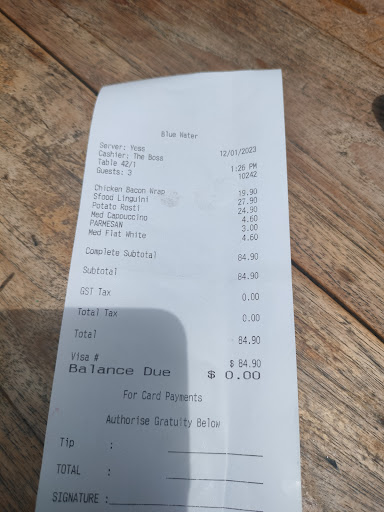 Blue Water
Server: Yoss 12/01/2023
Cashier: The Boss
Table 42/1 1:26 PM
Guests: 3 10242
Chicken Bacon Wrap 19.90
Sfood Linguini 27.90
Potato Rosti 24.90
Med Cappuccino 4.60
PARMESAN 3.00
Med Flat White 4.60
Complete Subtotal 84.90
Subtotal 84.90
GST Tax 0.00
Total Tax 0.00
Total 84.90
Visa # $ 84.90
Balance Due $ 0.00
For Card Payments
Authorise Gratuity Below
Tip :
TOTAL :
SIGNATURE :